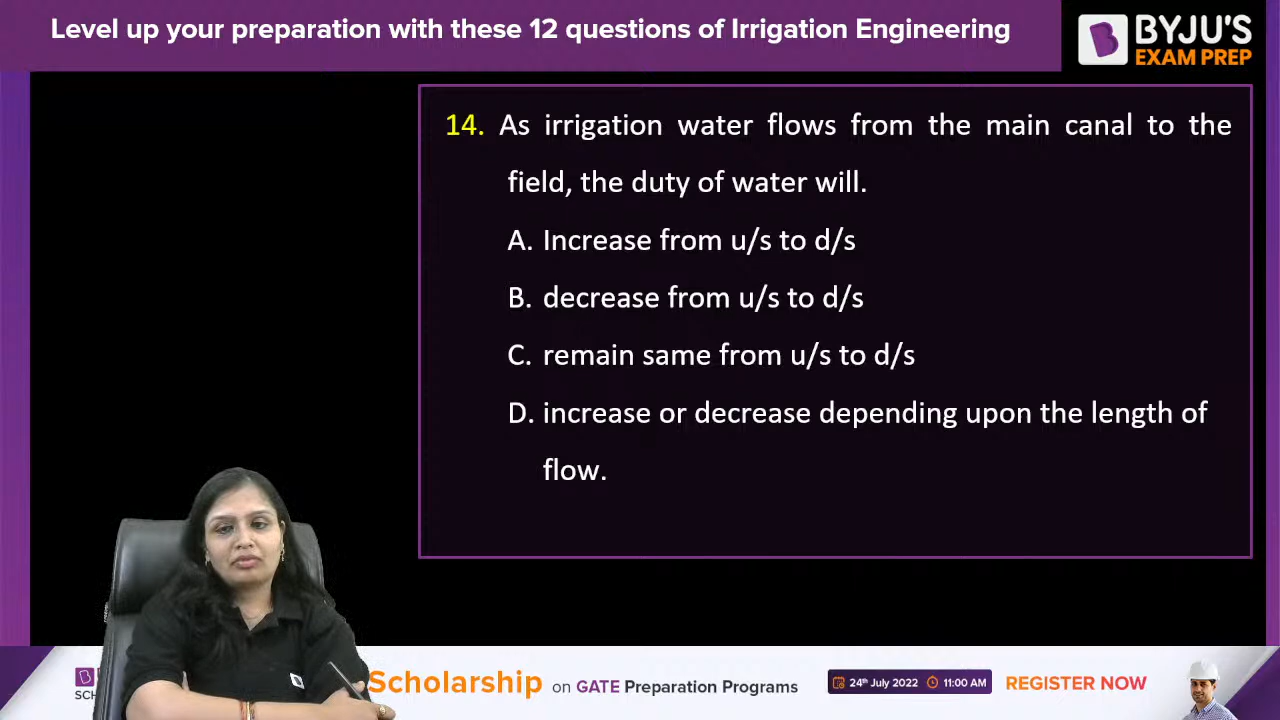 Level up your preparation with these 12 questions of Irrigation Engineering
BYJU'S
EXAM PREP
14. As irrigation water flows from the main canal to the
field, the duty of water will.
A. Increase from u/s to d/s
B. decrease from u/s to d/s
C. remain same from u/s to d/s
D. increase or decrease depending upon the length of
flow.
Scholarship on GATE Preparation Programs
24th July 2022 11:00 AM
REGISTER NOW